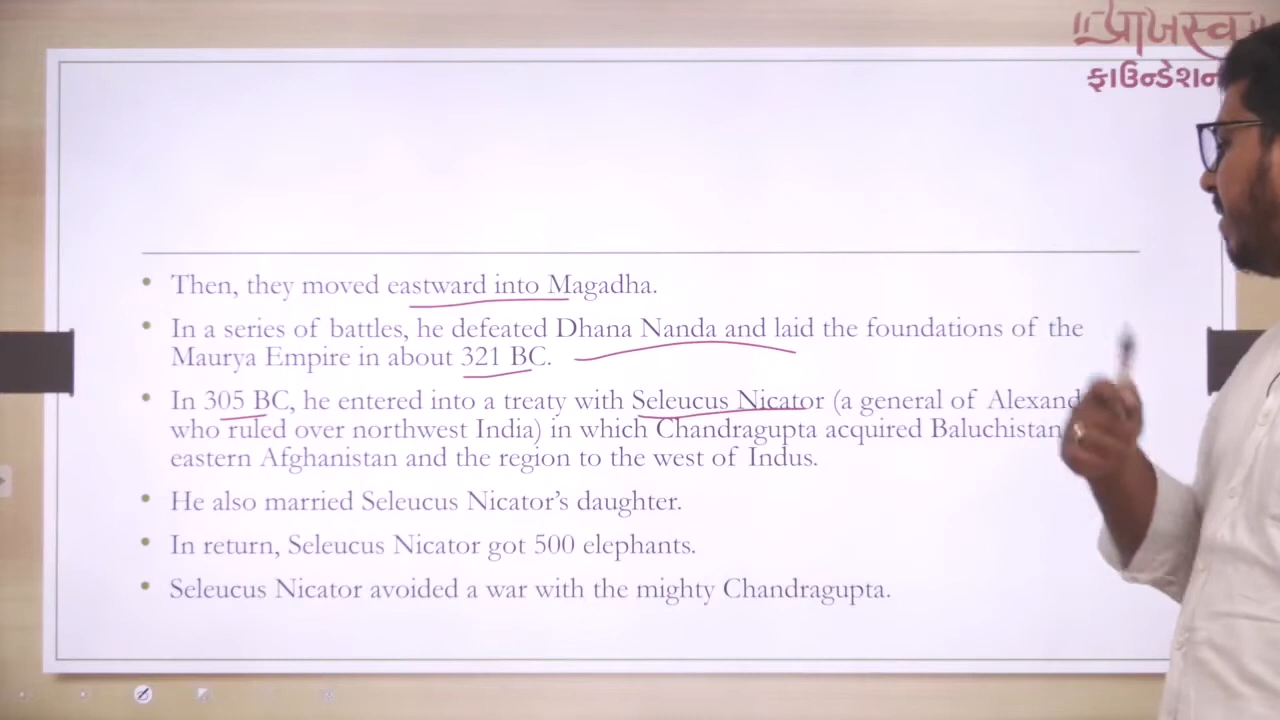 પ્રાજસ્વ
ફાઉન્ડેશન
• Then, they moved eastward into Magadha.
• In a series of battles, he defeated Dhana Nanda and laid the foundations of the
Maurya Empire in about 321 BC.
• In 305 BC, he entered into a treaty with Seleucus Nicator (a general of Alexand
who ruled over northwest India) in which Chandragupta acquired Baluchistan
eastern Afghanistan and the region to the west of Indus.
• He also married Seleucus Nicator’s daughter.
• In return, Seleucus Nicator got 500 elephants.
• Seleucus Nicator avoided a war with the mighty Chandragupta.